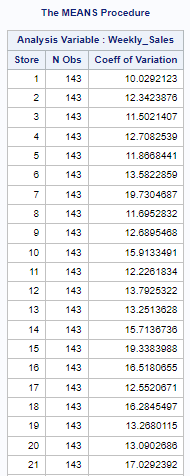 The MEANS Procedure
Analysis Variable : Weekly_Sales
Store N Obs Coeff of Variation
1 143 10.0292123
2 143 12.3423876
3 143 11.5021407
4 143 12.7082539
5 143 11.8668441
6 143 13.5822859
7 143 19.7304687
8 143 11.6952832
9 143 12.6895468
10 143 15.9133491
11 143 12.2261834
12 143 13.7925322
13 143 13.2513628
14 143 15.7136736
15 143 19.3383988
16 143 16.5180655
17 143 12.5520671
18 143 16.2845497
19 143 13.2680115
20 143 13.0902686
21 143 17.0292392